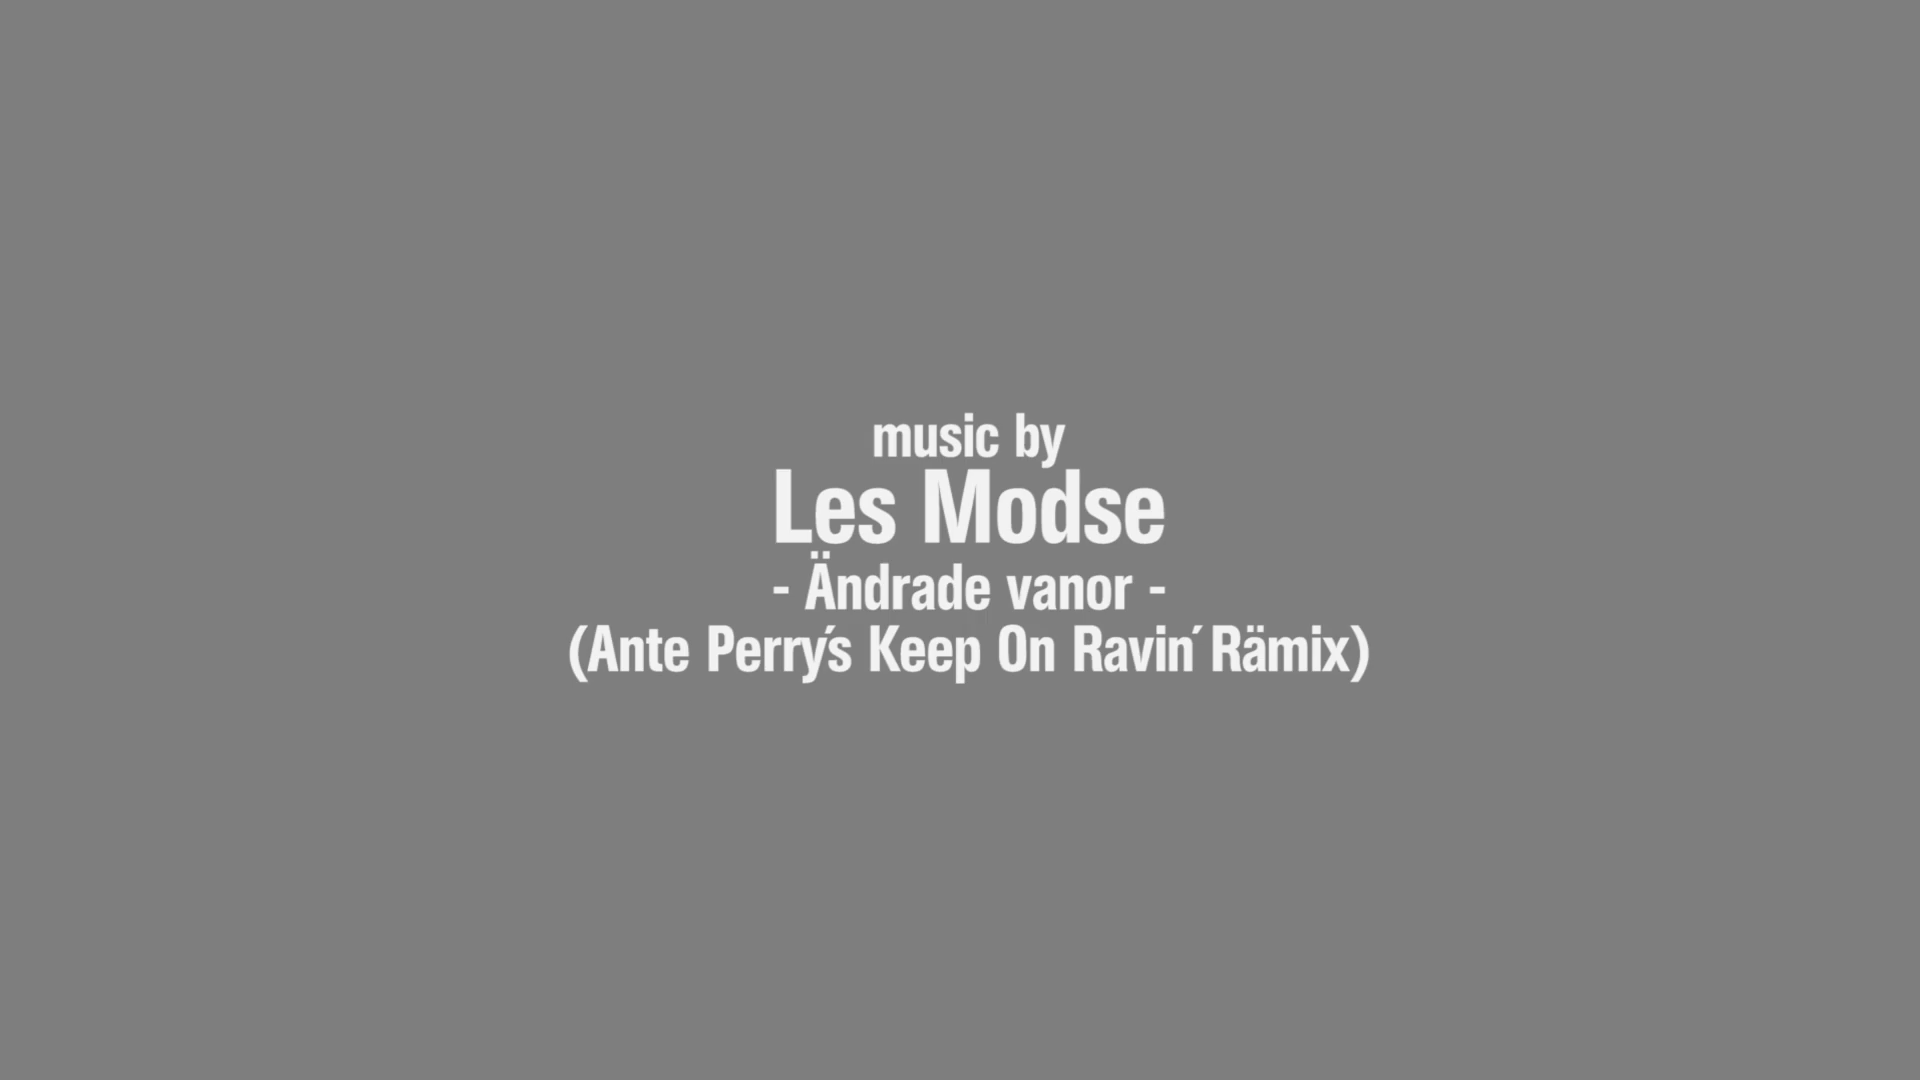 music by
Les Modse
- Ändrade vanor -
(Ante Perry´s Keep On Ravin´ Rämix)